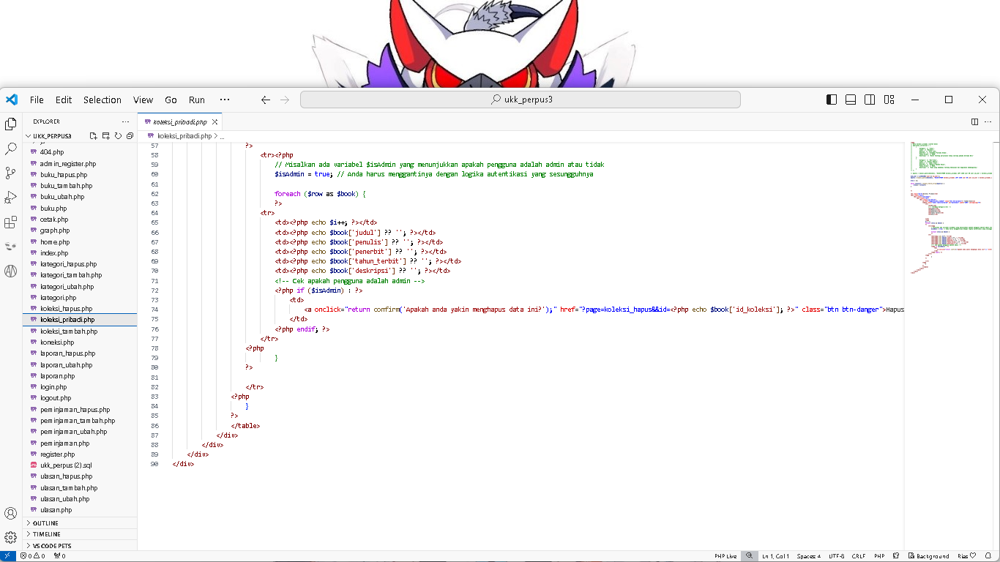 File Edit Selection View Go Run ··· ukk_perpus3
EXPLORER ···
koleksi_pribadi.php
UKK_PERPUS3
koleksi_pribadi.php > ...
404.php
admin_register.php
buku_hapus.php
buku_tambah.php
buku_ubah.php
buku.php
cetak.php
graph.php
home.php
index.php
kategori_hapus.php
kategori_tambah.php
kategori_ubah.php
kategori.php
koleksi_hapus.php
koleksi_pribadi.php
koleksi_tambah.php
koneksi.php
laporan_hapus.php
laporan_ubah.php
laporan.php
login.php
logout.php
peminjaman_hapus.php
peminjaman_tambah.php
peminjaman_ubah.php
peminjaman.php
register.php
ukk_perpus (2).sql
ulasan_hapus.php
ulasan_tambah.php
ulasan_ubah.php
ulasan.php
OUTLINE
TIMELINE
VS CODE PETS
57 ?>
58 <tr><?php
59 // Misalkan ada variabel $isAdmin yang menunjukkan apakah pengguna adalah admin atau tidak
60 $isAdmin = true; // Anda harus menggantinya dengan logika autentikasi yang sesungguhnya
61
62 foreach ($row as $book) {
63 ?>
64 <tr>
65 <td><?php echo $i++; ?></td>
66 <td><?php echo $book['judul'] ?? ''; ?></td>
67 <td><?php echo $book['penulis'] ?? ''; ?></td>
68 <td><?php echo $book['penerbit'] ?? ''; ?></td>
69 <td><?php echo $book['tahun_terbit'] ?? ''; ?></td>
70 <td><?php echo $book['deskripsi'] ?? ''; ?></td>
71 <!-- Cek apakah pengguna adalah admin -->
72 <?php if ($isAdmin) : ?>
73 <td>
74 <a onclick="return confirm('Apakah anda yakin menghapus data ini?');" href="?page=koleksi_hapus&&id=<?php echo $book['id_koleksi']; ?>" class="btn btn-danger">Hapus
75 </td>
76 <?php endif; ?>
77 </tr>
78 <?php
79 }
80 ?>
81
82 </tr>
83 <?php
84 }
85 ?>
86 </table>
87 </div>
88 </div>
89 </div>
90 </div>
0 0 0 PHP Live Ln 1, Col 1 Spaces: 4 UTF-8 CRLF PHP Background Rias